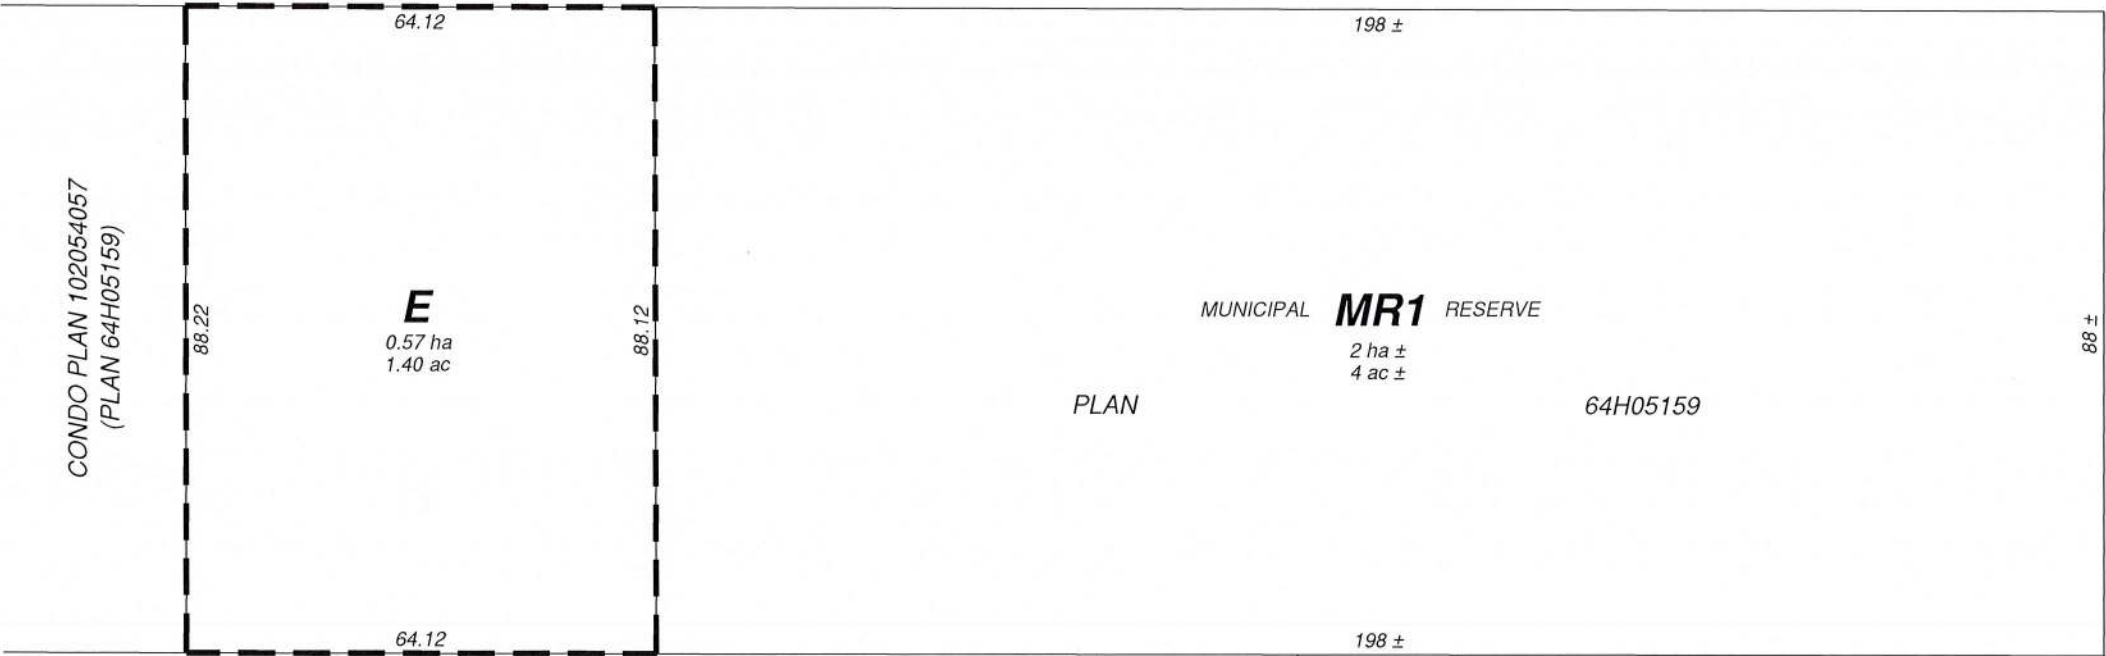 64.12
198 ±
CONDO PLAN 102054057
(PLAN 64H05159)
88.22
E
0.57 ha
1.40 ac
88.12
MUNICIPAL MR1 RESERVE
2 ha ±
4 ac ±
PLAN 64H05159
88 ±
64.12
198 ±